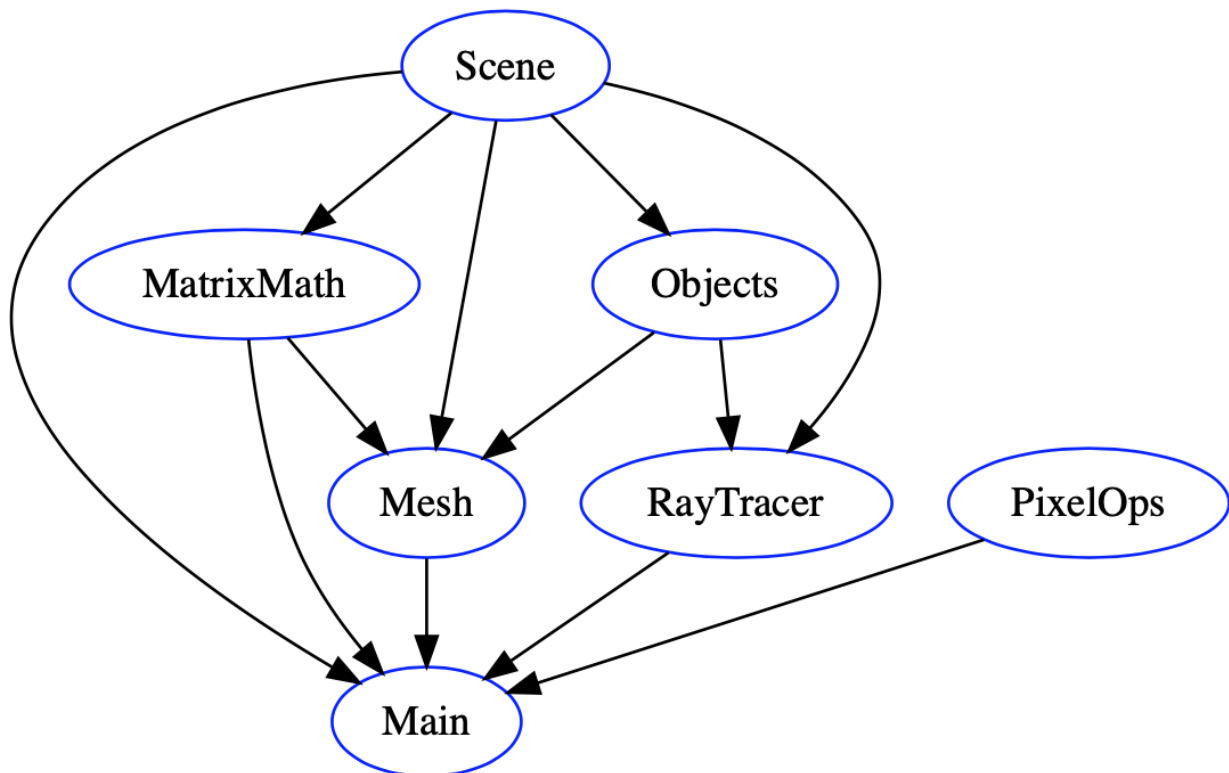 Scene
MatrixMath
Objects
Mesh
RayTracer
PixelOps
Main